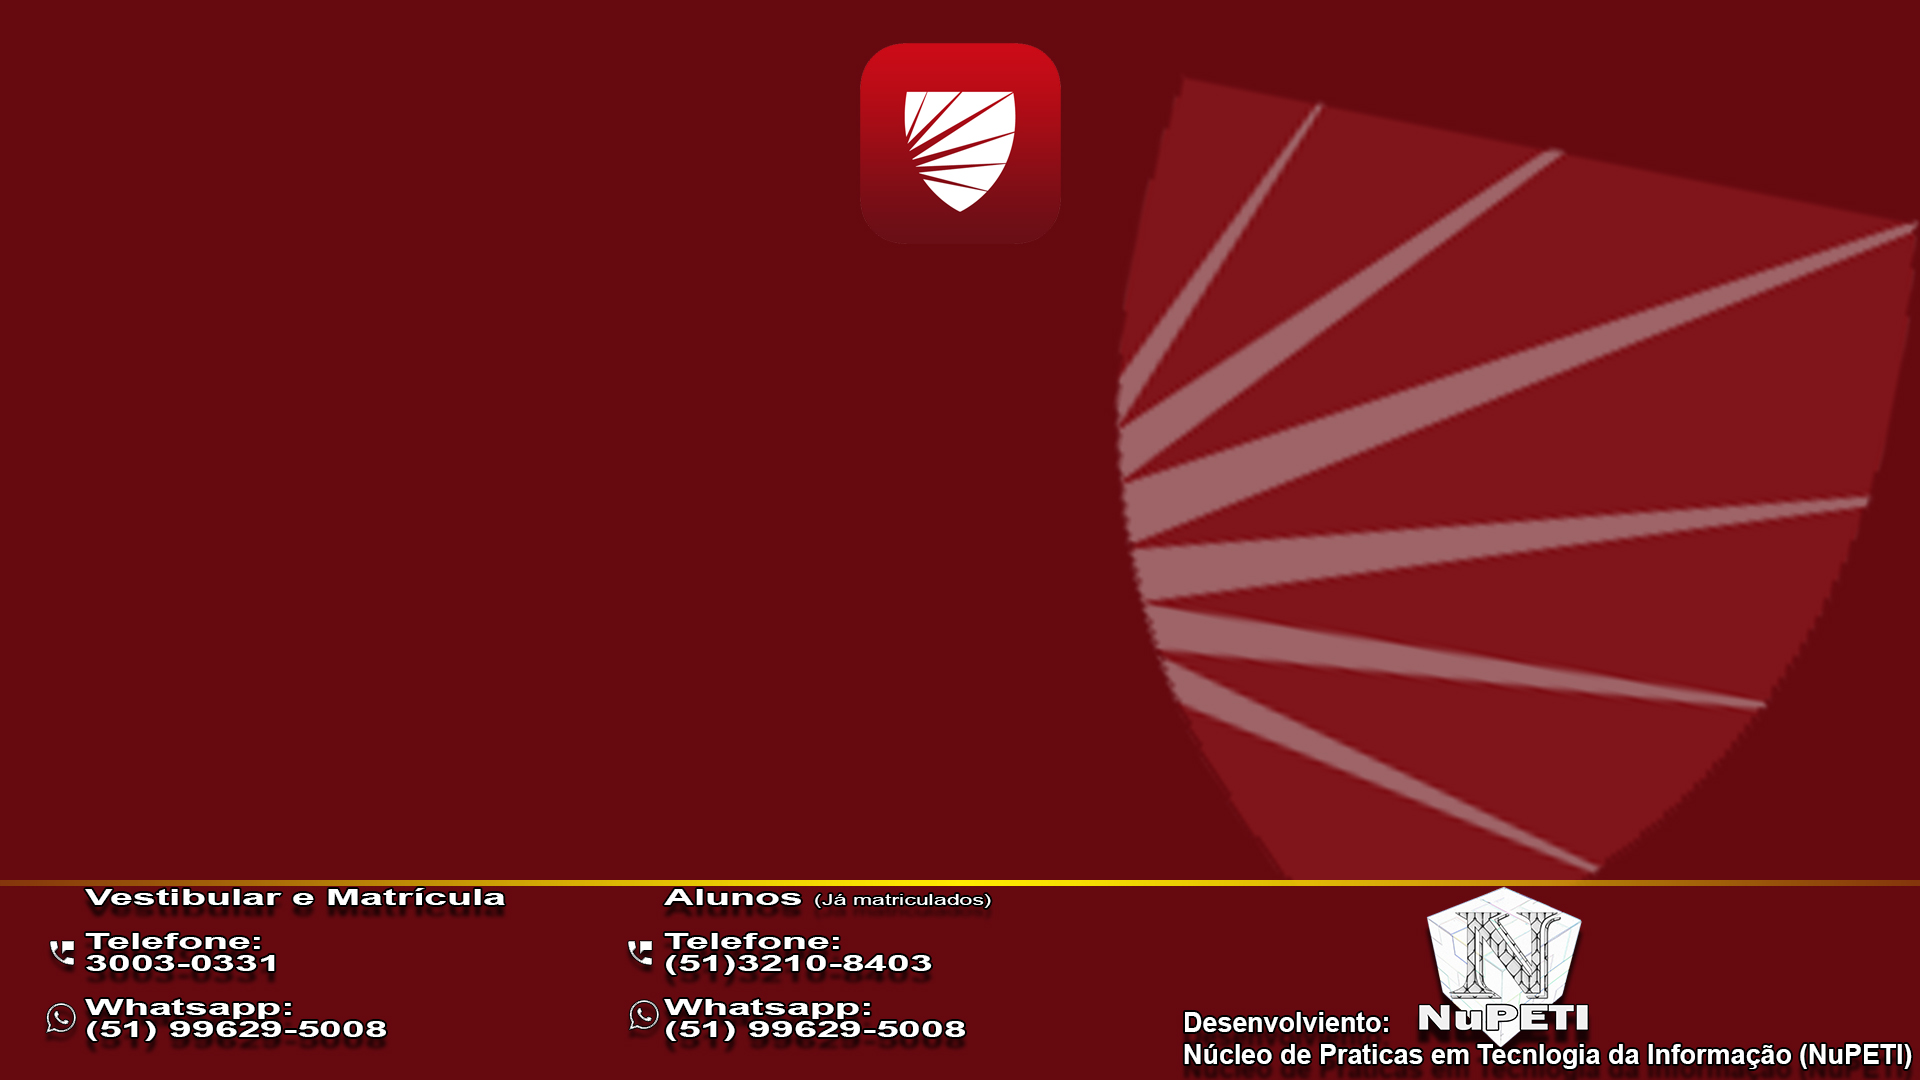 Vestibular e Matrícula
Telefone:
3003-0331
Whatsapp:
(51) 99629-5008
Alunos (Já matriculados)
Telefone:
(51)3210-8403
Whatsapp:
(51) 99629-5008
N
NuPETI
Desenvolviento:
Núcleo de Praticas em Tecnlogia da Informação (NuPETI)